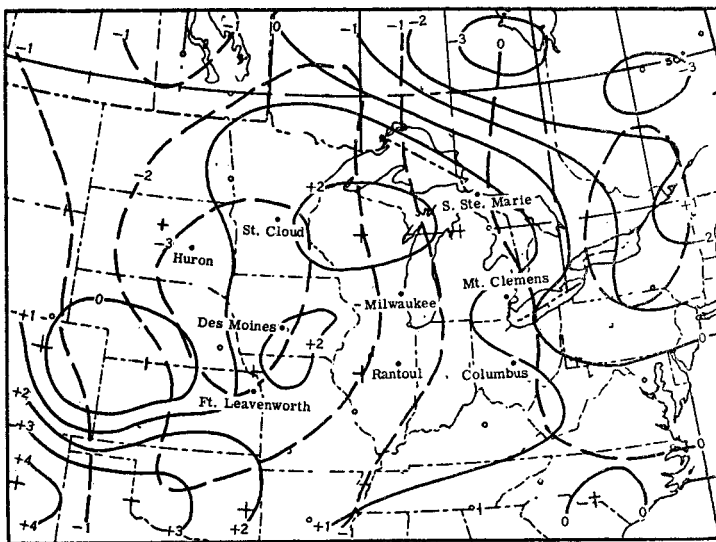 -1 -1 - 0 -1 -1 -2 -3 0 -3
-2 +2 S. Ste. Marie +1
St. Cloud
-3
Huron -2
0 Mt. Clemens
+1 Milwaukee
Des Moines
+2
Rantoul Columbus 0
Ft. Leavenworth
+2
+3
+4 0
+4 -1 +3 +2 +1 -1 0 0